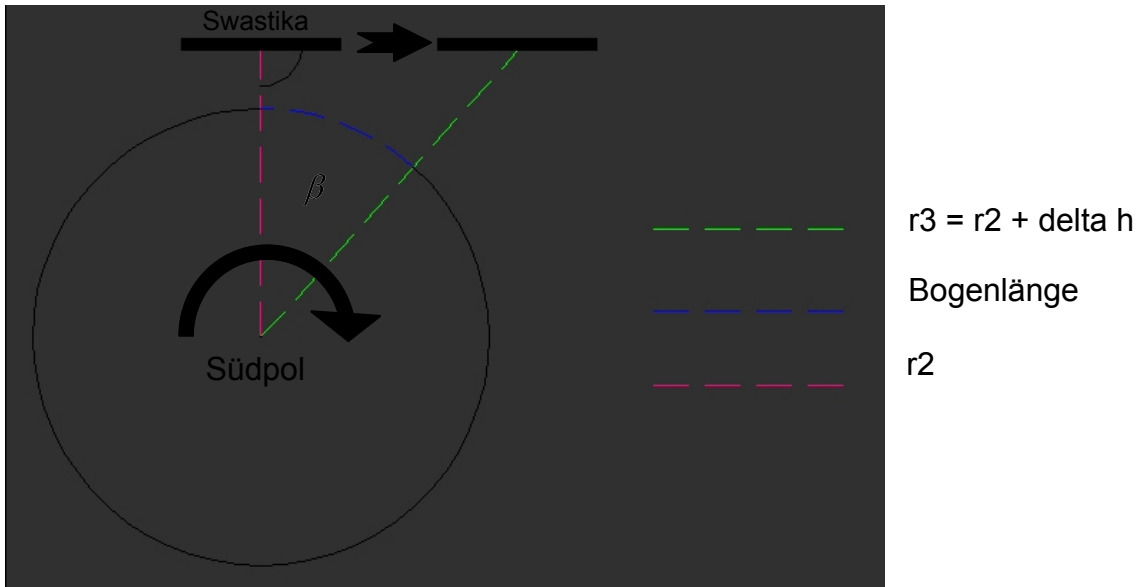 Swastika
β
Südpol
r3 = r2 + delta h
Bogenlänge
r2